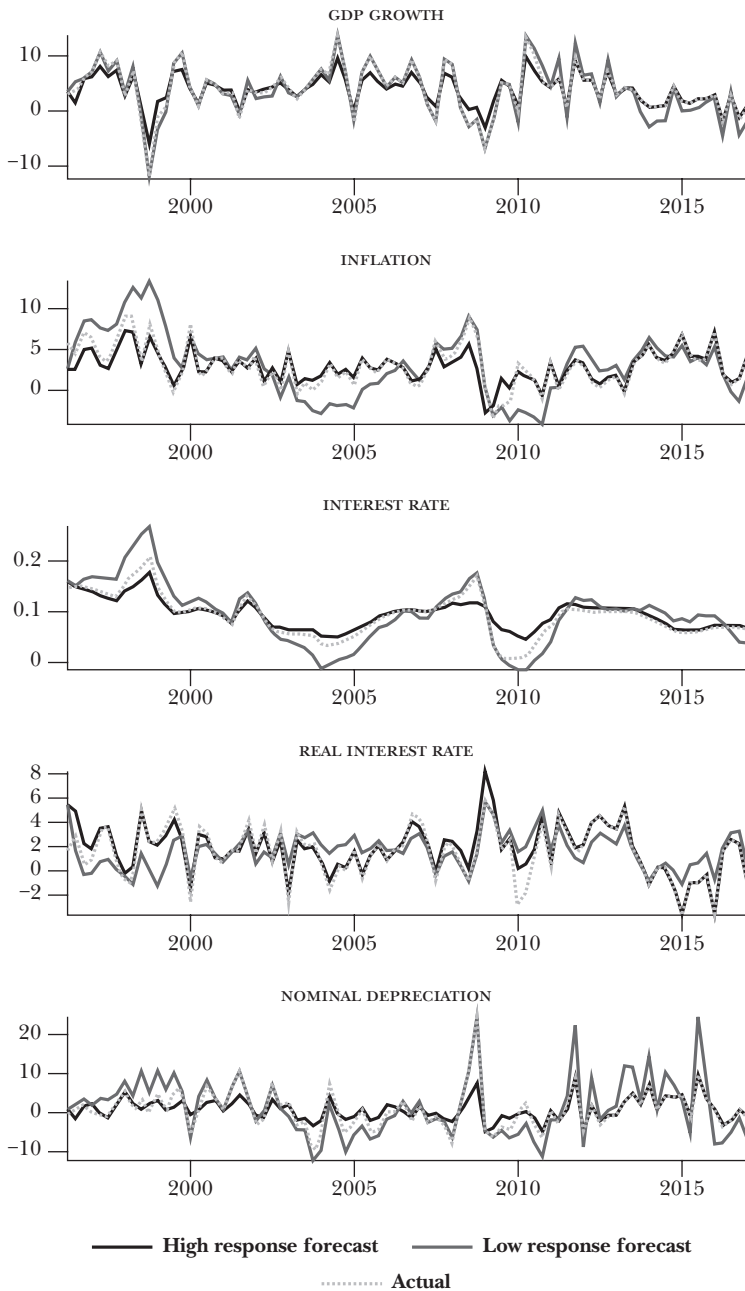 GDP GROWTH
10
0
−10
2000 2005 2010 2015
INFLATION
10
5
0
2000 2005 2010 2015
INTEREST RATE
0.2
0.1
0
2000 2005 2010 2015
REAL INTEREST RATE
8
6
4
2
0
−2
2000 2005 2010 2015
NOMINAL DEPRECIATION
20
10
0
−10
2000 2005 2010 2015
High response forecast Low response forecast
Actual